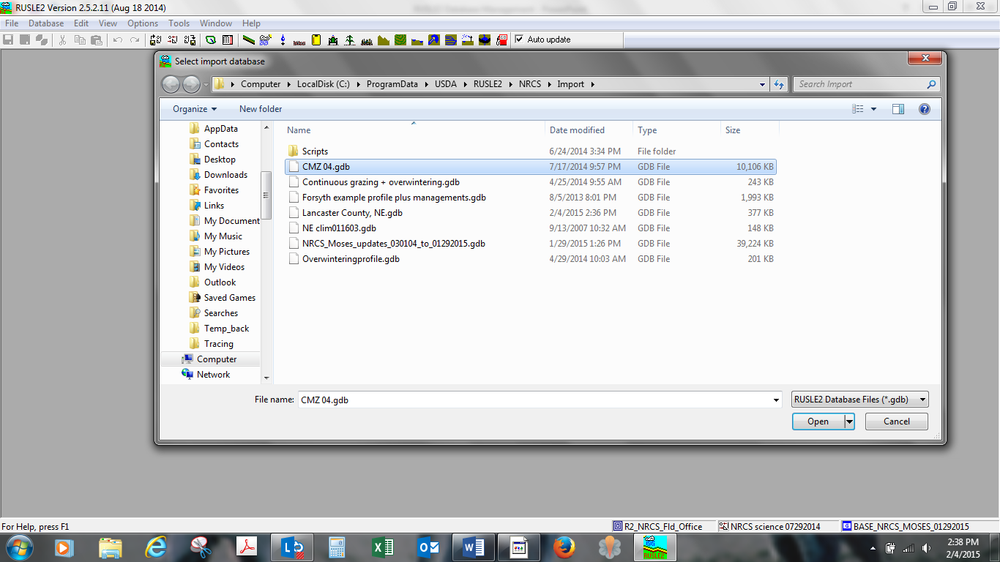 RUSLE2 Version 2.5.2.11 (Aug 18 2014)
File Database Edit View Options Tools Window Help
Auto update
Select import database
Computer LocalDisk (C:) ProgramData USDA RUSLE2 NRCS Import
Search Import
Organize New folder
Name Date modified Type Size
AppData
Contacts
Desktop
Downloads
Favorites
Links
My Document
My Music
My Pictures
My Videos
Outlook
Saved Games
Searches
Temp_back
Tracing
Computer
Network
Scripts 6/24/2014 3:34 PM File folder
CMZ 04.gdb 7/17/2014 9:57 PM GDB File 10,106 KB
Continuous grazing + overwintering.gdb 4/25/2014 9:55 AM GDB File 243 KB
Forsyth example profile plus managements.gdb 8/5/2013 8:01 PM GDB File 1,993 KB
Lancaster County, NE.gdb 2/4/2015 2:36 PM GDB File 377 KB
NE clim011603.gdb 9/13/2007 10:32 AM GDB File 148 KB
NRCS_Moses_updates_030104_to_01292015.gdb 1/29/2015 1:26 PM GDB File 39,224 KB
Overwinteringprofile.gdb 4/29/2014 10:03 AM GDB File 201 KB
File name: CMZ 04.gdb RUSLE2 Database Files (*.gdb)
Open Cancel
For Help, press F1 R2_NRCS_Fld_Office NRCS science 07292014 BASE_NRCS_MOSES_01292015
RUSLE2
2:38 PM
2/4/2015